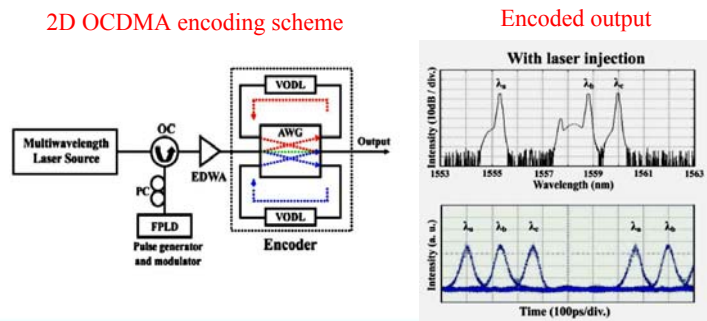 2D OCDMA encoding scheme
Encoded output
VODL
OC
AWG
Multiwavelength
Laser Source
Output
EDWA
PC
FPLD
VODL
Pulse generator
and modulator
Encoder
With laser injection
λa
λb
λc
Intensity (10dB / div.)
1553
1555
1557
1559
1561
1563
Wavelength (nm)
λa
λb
λc
λa
λb
Intensity (a. u.)
Time (100ps/div.)